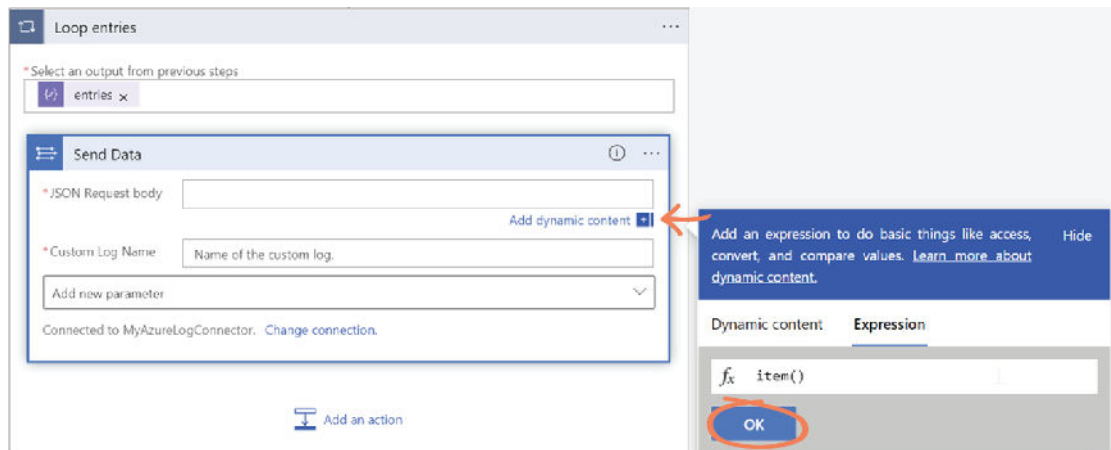 Loop entries
...
*Select an output from previous steps
entries ×
Send Data
...
*JSON Request body
Add dynamic content +
*Custom Log Name
Name of the custom log.
Add new parameter
Connected to MyAzureLogConnector. Change connection.
Add an action
Add an expression to do basic things like access,
Hide
convert, and compare values. Learn more about
dynamic content.
Dynamic content
Expression
fx item()
OK